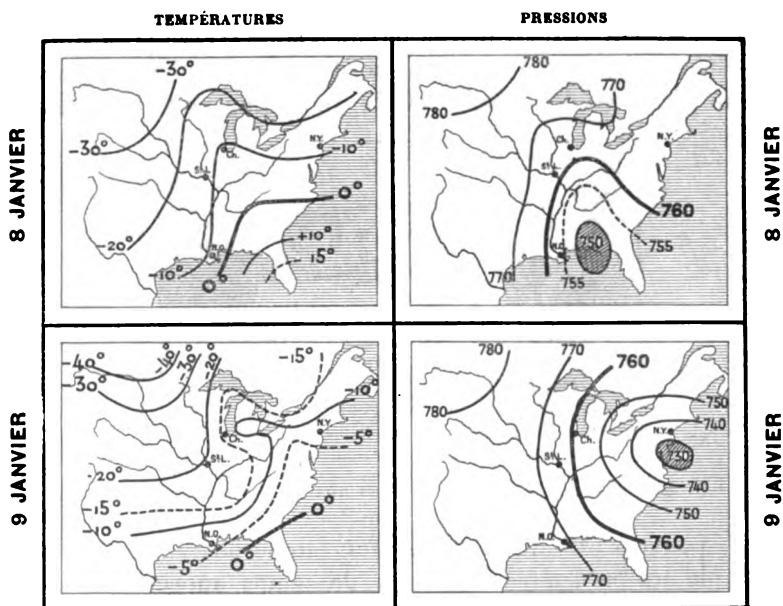 TEMPÉRATURES
PRESSIONS
8 JANVIER
-30°
-30°
-20°
-10°
-10°
0°
0°
+10°
15°
Ch.
N.Y.
St L.
N.O.
780
780
770
770
760
755
755
750
Ch.
N.Y.
St L.
N.O.
8 JANVIER
9 JANVIER
-40°
-40°
-30°
-30°
-20°
-20°
-15°
-15°
-10°
-10°
-5°
-5°
0°
0°
Ch.
N.Y.
St L.
N.O.
780
780
770
770
760
760
750
750
740
740
730
Ch.
N.Y.
St L.
N.O.
9 JANVIER